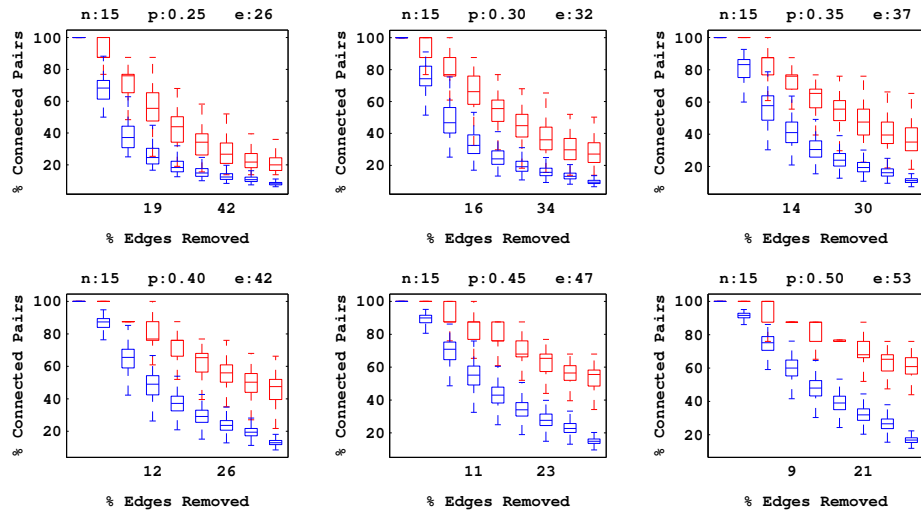 n:15 p:0.25 e:26
% Connected Pairs
100
80
60
40
20
19 42
% Edges Removed
n:15 p:0.30 e:32
% Connected Pairs
100
80
60
40
20
16 34
% Edges Removed
n:15 p:0.35 e:37
% Connected Pairs
100
80
60
40
20
14 30
% Edges Removed
n:15 p:0.40 e:42
% Connected Pairs
100
80
60
40
20
12 26
% Edges Removed
n:15 p:0.45 e:47
% Connected Pairs
100
80
60
40
20
11 23
% Edges Removed
n:15 p:0.50 e:53
% Connected Pairs
100
80
60
40
20
9 21
% Edges Removed